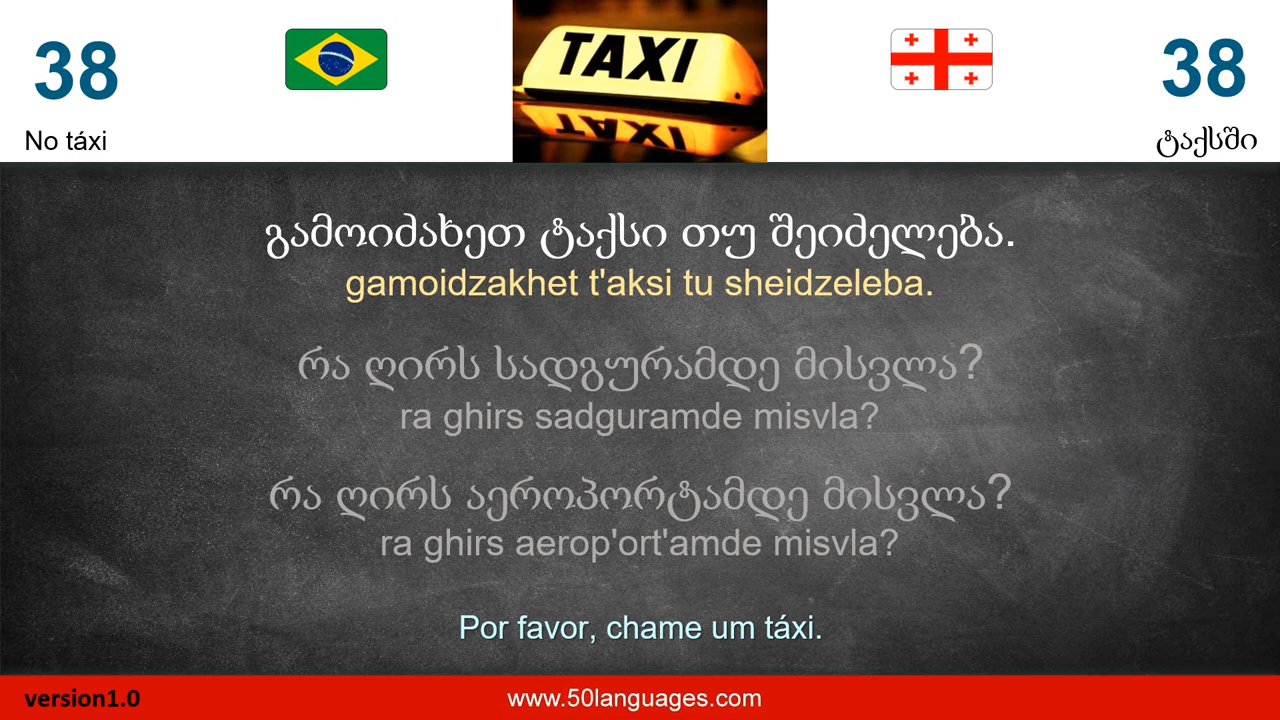 38
TAXI
38
No táxi
ტაქსში
გამოიძახეთ ტაქსი თუ შეიძელება.
gamoidzakhet t'aksi tu sheidzeleba.
რა ღირს სადგურამდე მისვლა?
ra ghirs sadguramde misvla?
რა ღირს აეროპორტამდე მისვლა?
ra ghirs aerop'ort'amde misvla?
Por favor, chame um táxi.
version1.0
www.50languages.com